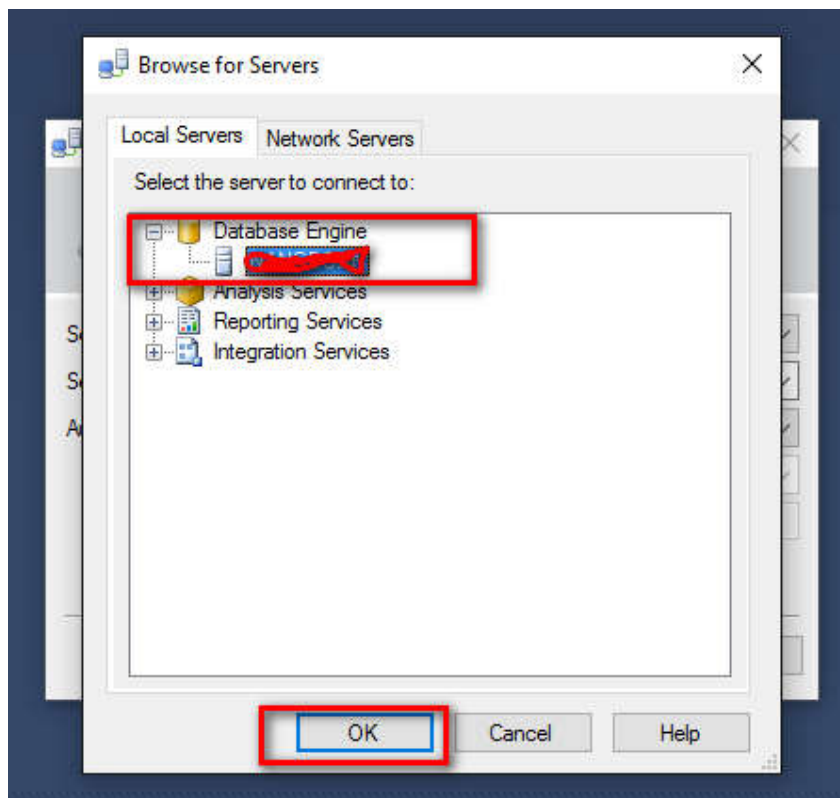 Browse for Servers
Local Servers
Network Servers
Select the server to connect to:
Database Engine
Analysis Services
Reporting Services
Integration Services
OK
Cancel
Help